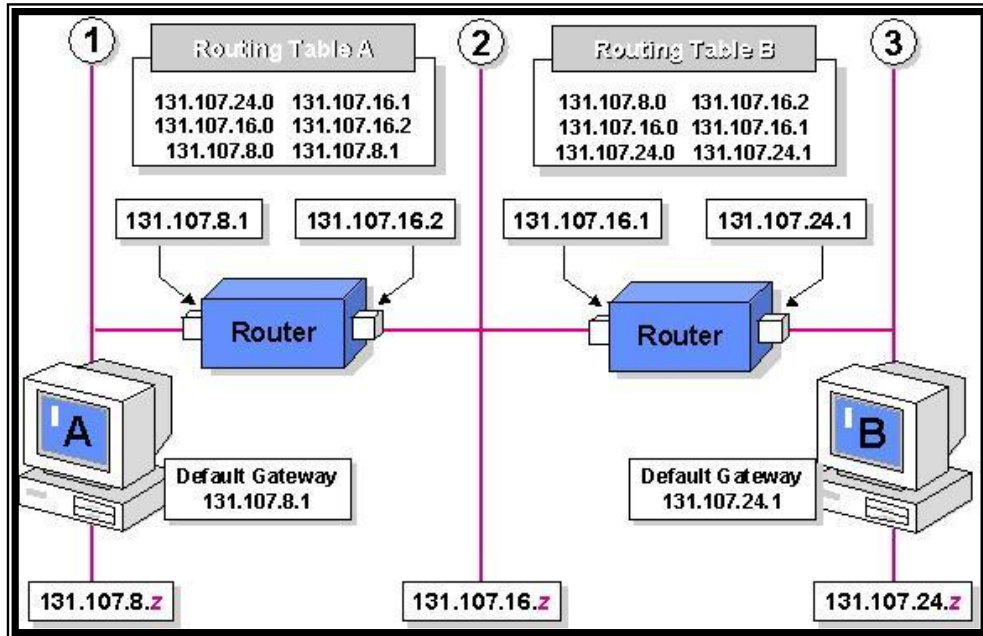 1
Routing Table A
2
Routing Table B
3
131.107.24.0 131.107.16.1
131.107.16.0 131.107.16.2
131.107.8.0 131.107.8.1
131.107.8.0 131.107.16.2
131.107.16.0 131.107.16.1
131.107.24.0 131.107.24.1
131.107.8.1
131.107.16.2
131.107.16.1
131.107.24.1
Router
Router
A
B
Default Gateway
131.107.8.1
Default Gateway
131.107.24.1
131.107.8.z
131.107.16.z
131.107.24.z